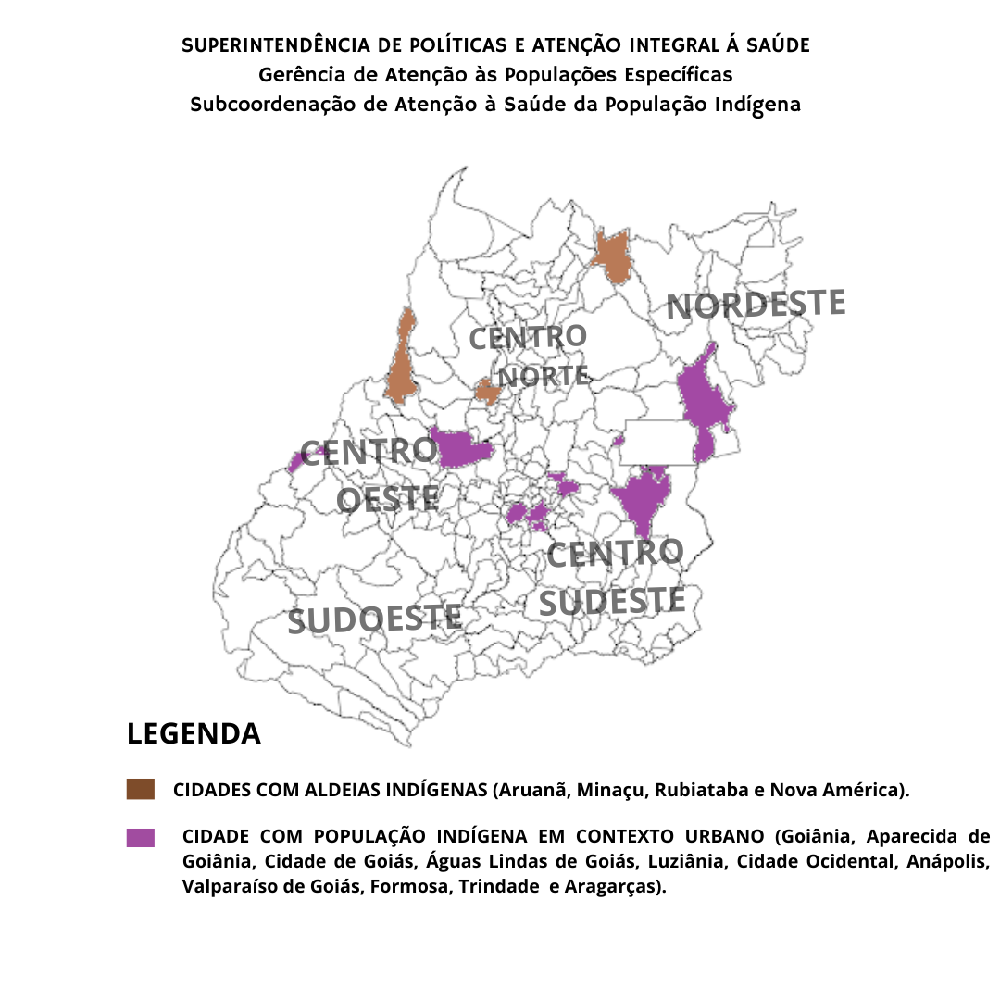 SUPERINTENDÊNCIA DE POLÍTICAS E ATENÇÃO INTEGRAL Á SAÚDE
Gerência de Atenção às Populações Específicas
Subcoordenação de Atenção à Saúde da População Indígena
NORDESTE
CENTRO
NORTE
CENTRO
OESTE
CENTRO
SUDESTE
SUDOESTE
LEGENDA
CIDADES COM ALDEIAS INDÍGENAS (Aruanã, Minaçu, Rubiataba e Nova América).
CIDADE COM POPULAÇÃO INDÍGENA EM CONTEXTO URBANO (Goiânia, Aparecida de
Goiânia, Cidade de Goiás, Águas Lindas de Goiás, Luziânia, Cidade Ocidental, Anápolis,
Valparaíso de Goiás, Formosa, Trindade e Aragarças).